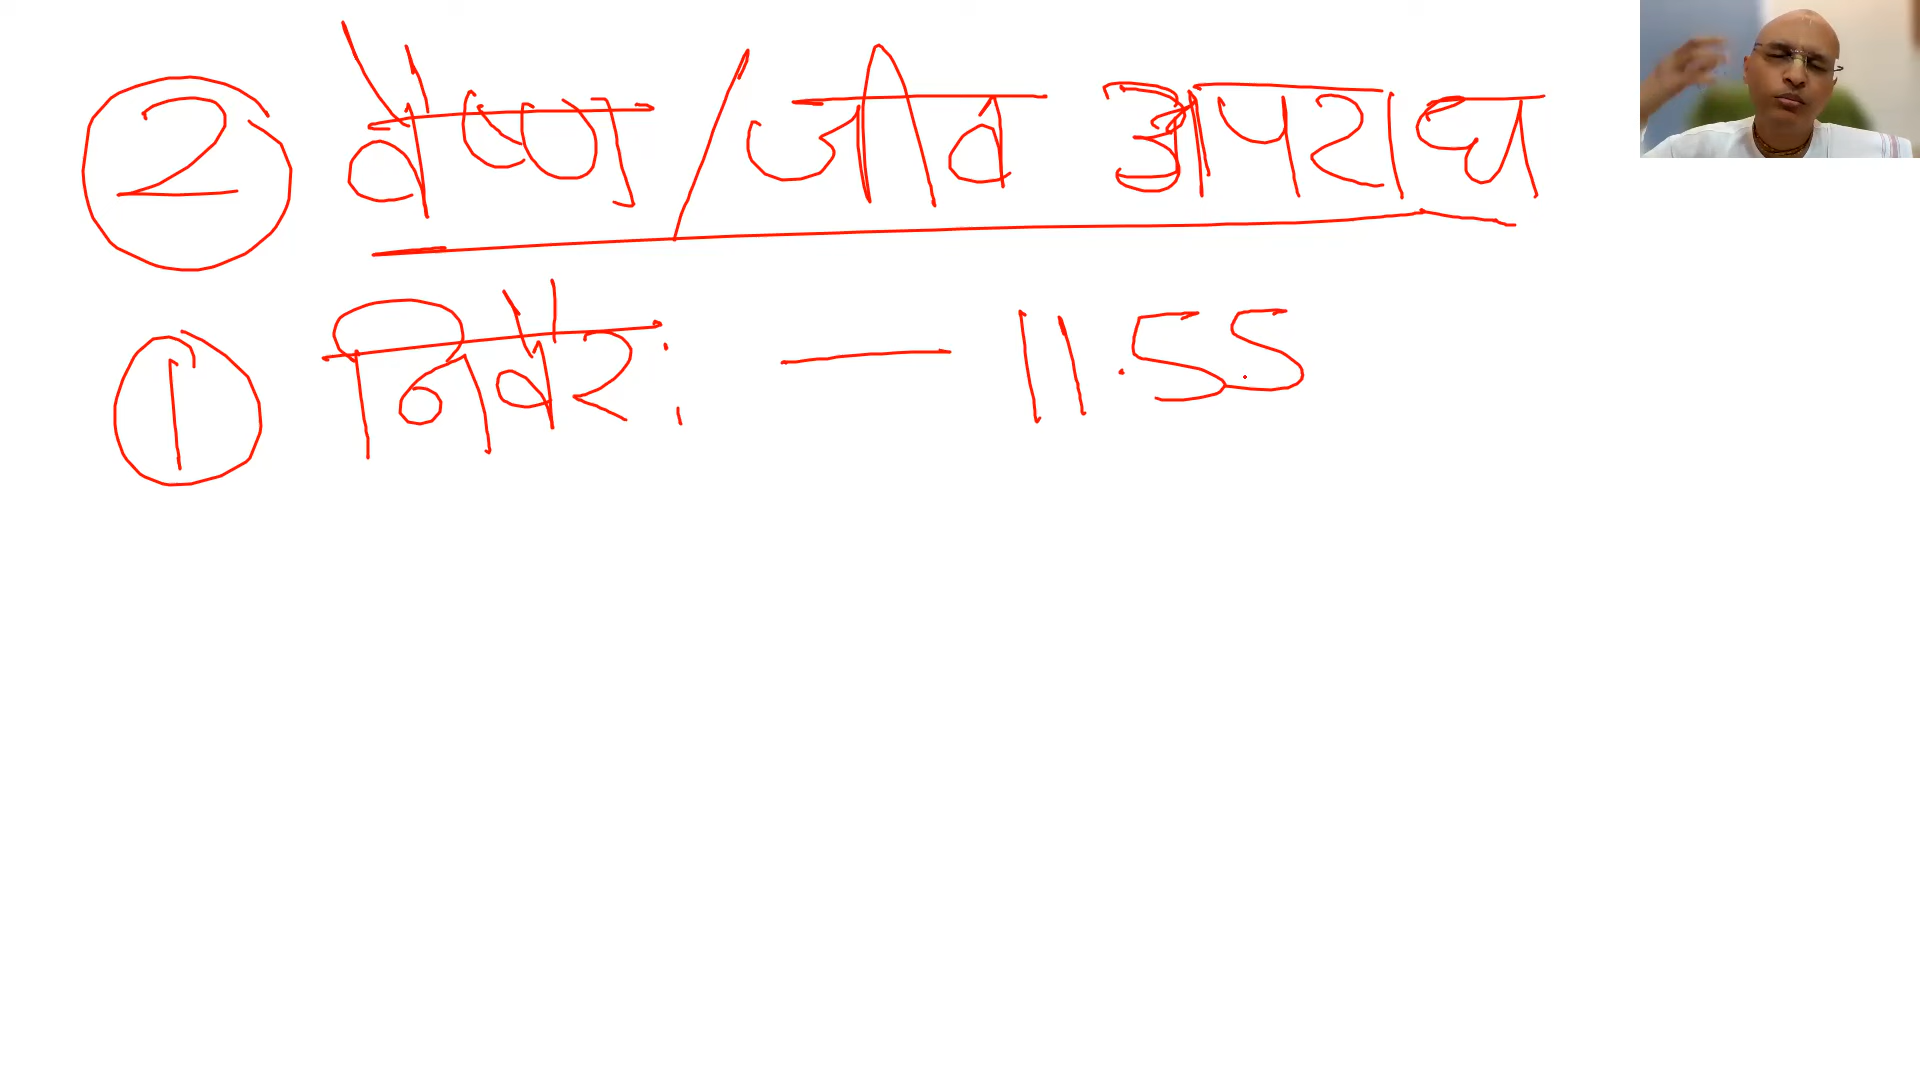 ② वैष्णव / जीव अपराध
① निर्वैरः — 11.55